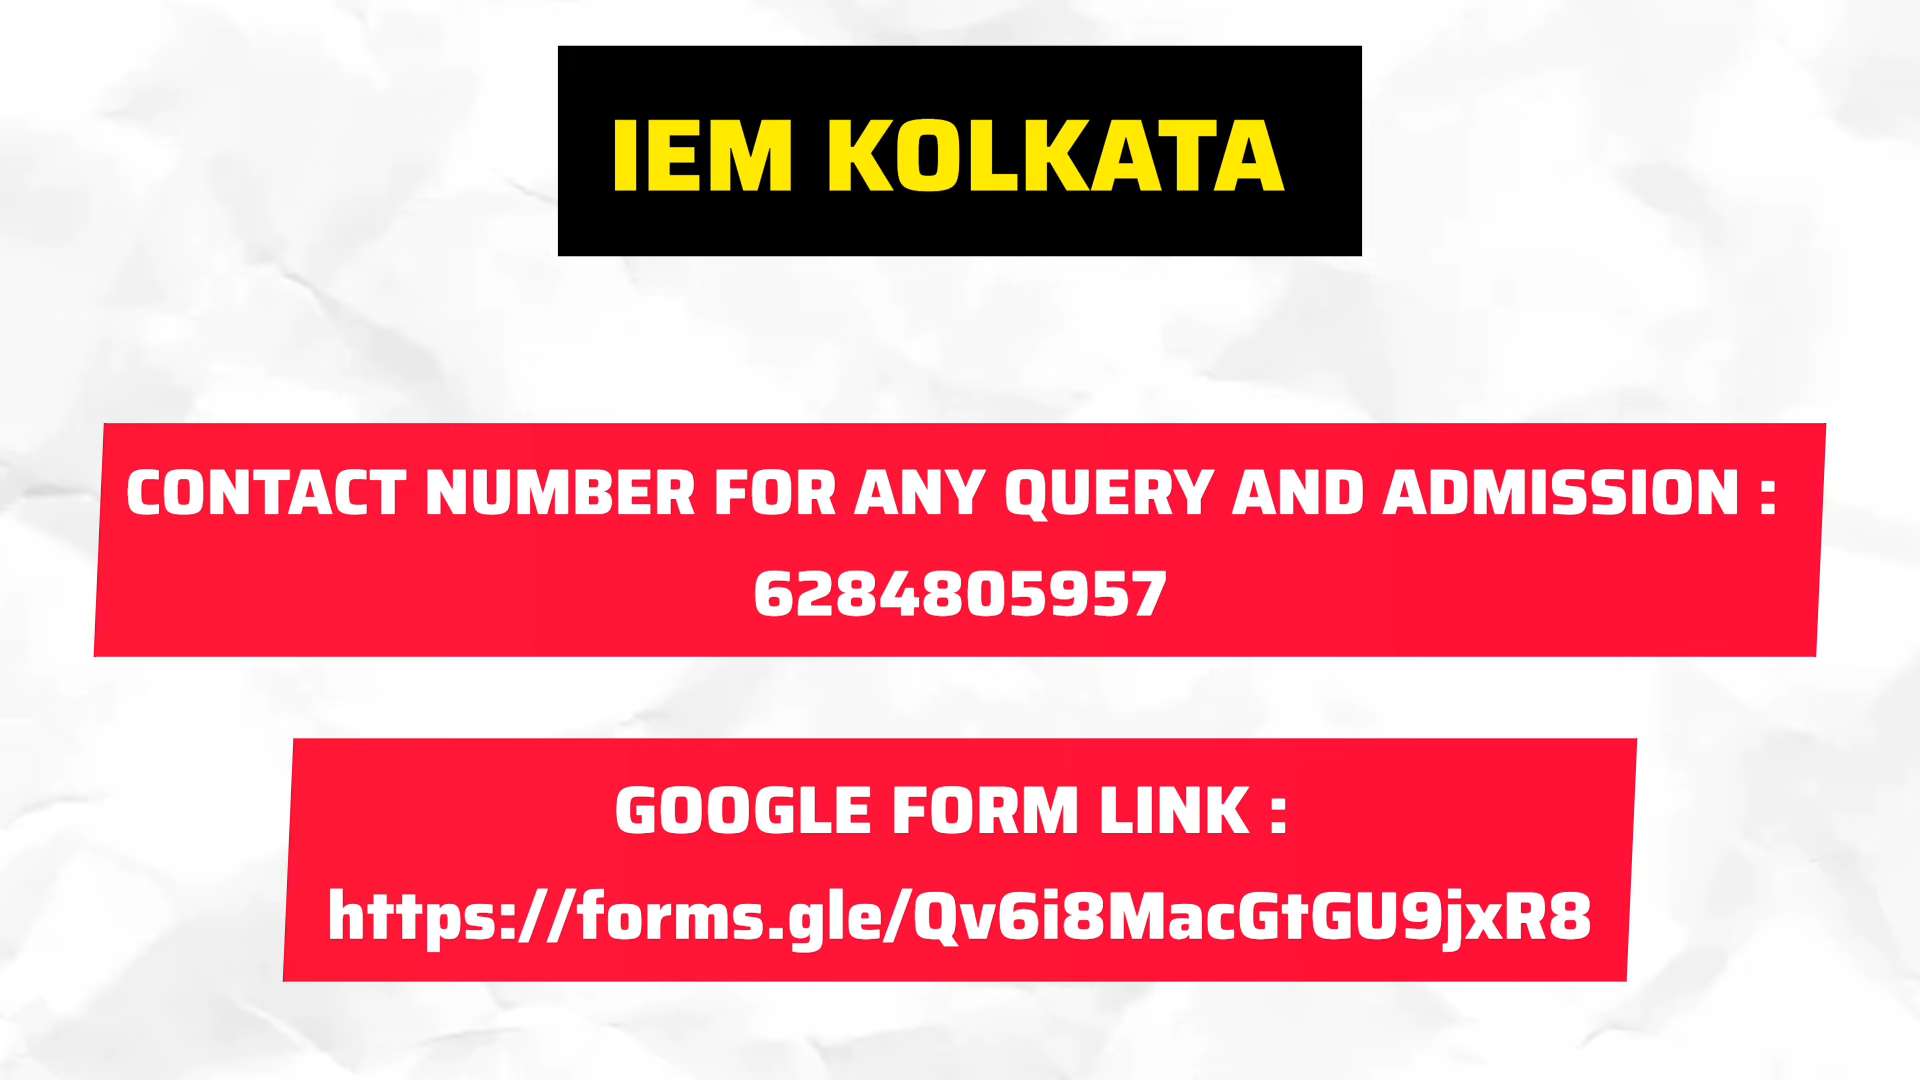 IEM KOLKATA
CONTACT NUMBER FOR ANY QUERY AND ADMISSION :
6284805957
GOOGLE FORM LINK :
https://forms.gle/Qv6i8MacGtGU9jxR8